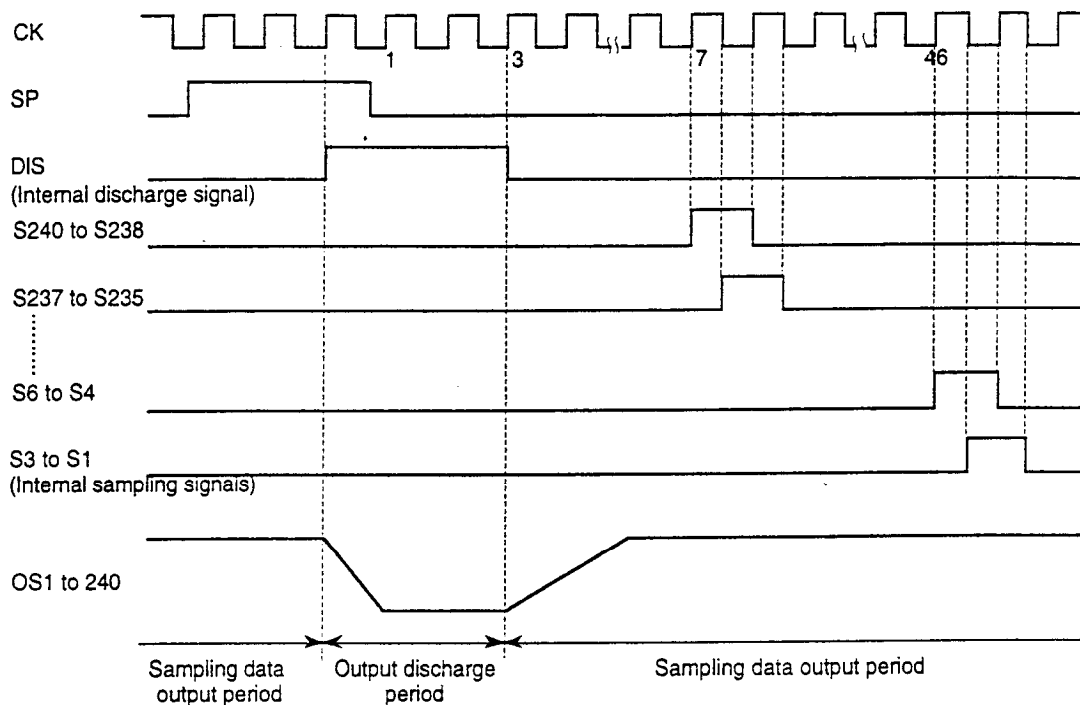 CK
1
3
7
46
SP
DIS
(Internal discharge signal)
S240 to S238
S237 to S235
S6 to S4
S3 to S1
(Internal sampling signals)
OS1 to 240
Sampling data
output period
Output discharge
period
Sampling data output period